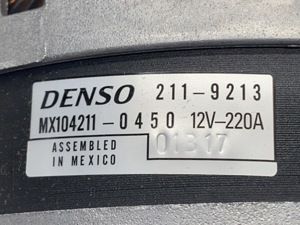 DENSO 211-9213
MX104211-0450 12V-220A
ASSEMBLED
IN MEXICO 01317